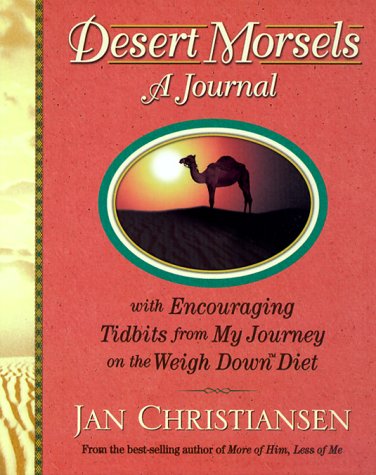 Desert Morsels
A Journal
with Encouraging
Tidbits from My Journey
on the Weigh Down™ Diet
JAN CHRISTIANSEN
From the best-selling author of More of Him, Less of Me